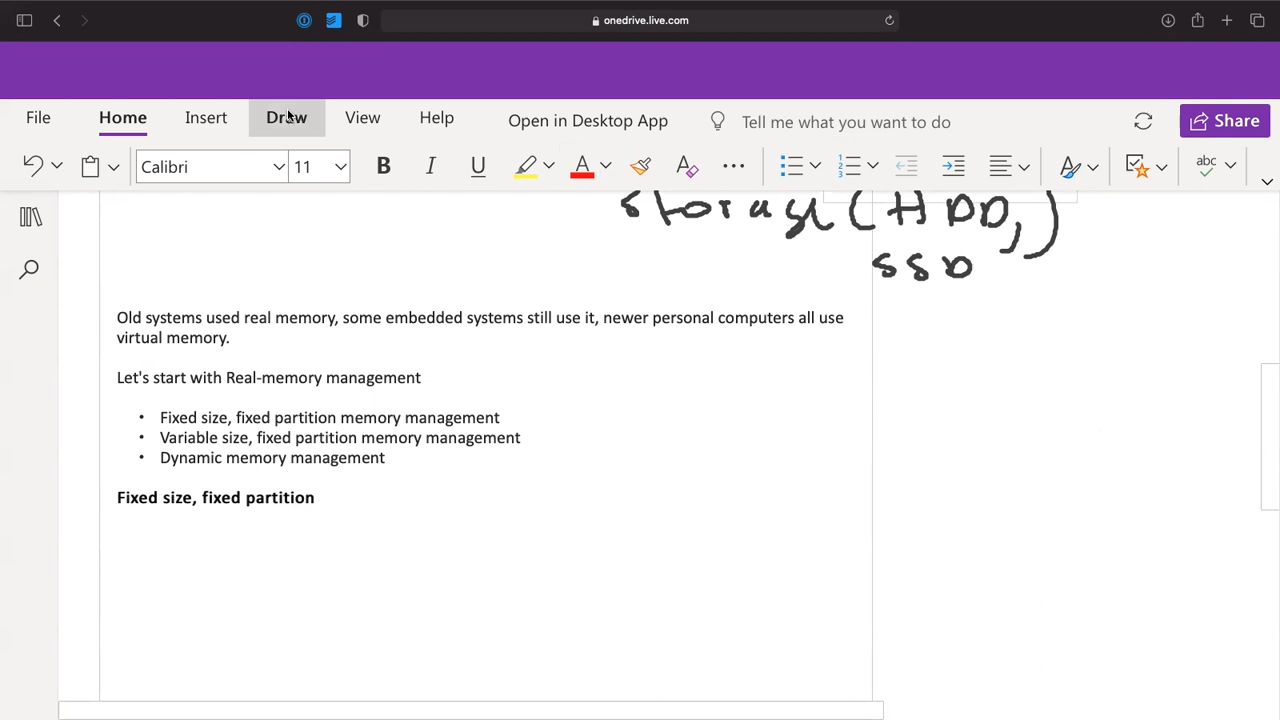 onedrive.live.com
File Home Insert Draw View Help Open in Desktop App Tell me what you want to do Share
Calibri 11 B I U A A abc
storage (HDD,)
SSD
Old systems used real memory, some embedded systems still use it, newer personal computers all use
virtual memory.
Let's start with Real-memory management
• Fixed size, fixed partition memory management
• Variable size, fixed partition memory management
• Dynamic memory management
Fixed size, fixed partition